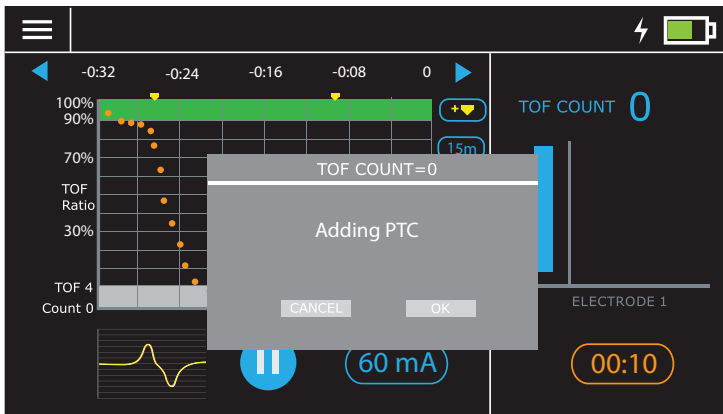 -0:32 -0:24 -0:16 -0:08 0
100%
90%
70%
TOF
Ratio
30%
TOF 4
Count 0
+
15m
TOF COUNT 0
TOF COUNT=0
Adding PTC
CANCEL OK
ELECTRODE 1
60 mA
00:10